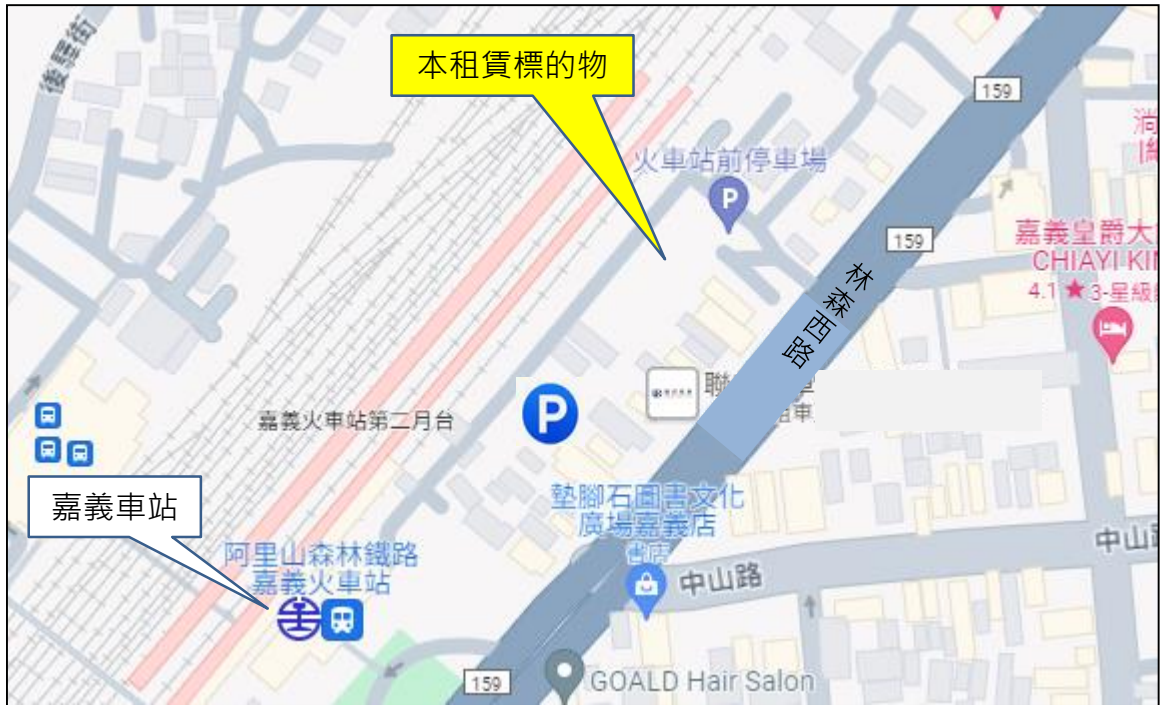 後驛街
本租賃標的物
159
火車站前停車場
P
159
嘉義皇爵大
CHIAYI KI
4.1 ★ 3-星級
林森西路
P
聯
嘉義火車站第二月台
嘉義車站
墊腳石圖書文化
廣場嘉義店
書店
中山路
中山
阿里山森林鐵路
嘉義火車站
159
GOALD Hair Salon